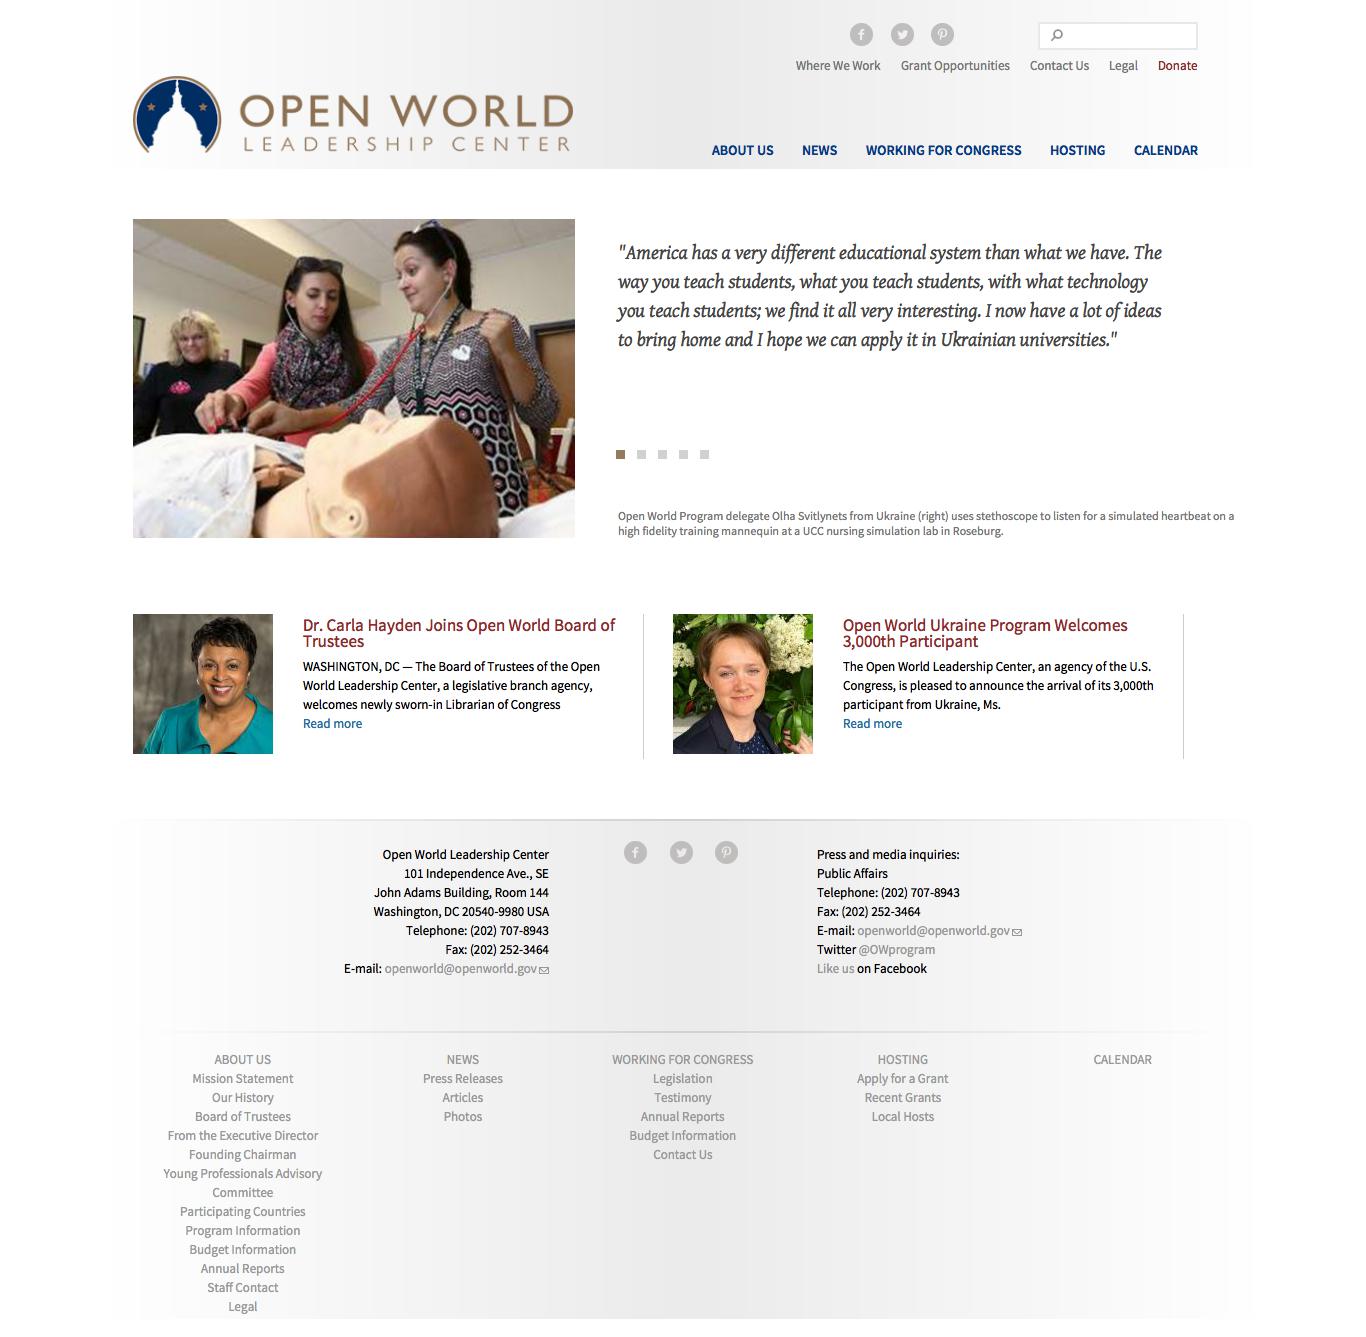 Where We Work Grant Opportunities Contact Us Legal Donate
OPEN WORLD
LEADERSHIP CENTER
ABOUT US NEWS WORKING FOR CONGRESS HOSTING CALENDAR
"America has a very different educational system than what we have. The
way you teach students, what you teach students, with what technology
you teach students; we find it all very interesting. I now have a lot of ideas
to bring home and I hope we can apply it in Ukrainian universities."
Open World Program delegate Olha Svitlynets from Ukraine (right) uses stethoscope to listen for a simulated heartbeat on a
high fidelity training mannequin at a UCC nursing simulation lab in Roseburg.
Dr. Carla Hayden Joins Open World Board of
Trustees
WASHINGTON, DC — The Board of Trustees of the Open
World Leadership Center, a legislative branch agency,
welcomes newly sworn-in Librarian of Congress
Read more
Open World Ukraine Program Welcomes
3,000th Participant
The Open World Leadership Center, an agency of the U.S.
Congress, is pleased to announce the arrival of its 3,000th
participant from Ukraine, Ms.
Read more
Open World Leadership Center
101 Independence Ave., SE
John Adams Building, Room 144
Washington, DC 20540-9980 USA
Telephone: (202) 707-8943
Fax: (202) 252-3464
E-mail: openworld@openworld.gov
Press and media inquiries:
Public Affairs
Telephone: (202) 707-8943
Fax: (202) 252-3464
E-mail: openworld@openworld.gov
Twitter @OWprogram
Like us on Facebook
ABOUT US
Mission Statement
Our History
Board of Trustees
From the Executive Director
Founding Chairman
Young Professionals Advisory
Committee
Participating Countries
Program Information
Budget Information
Annual Reports
Staff Contact
Legal
NEWS
Press Releases
Articles
Photos
WORKING FOR CONGRESS
Legislation
Testimony
Annual Reports
Budget Information
Contact Us
HOSTING
Apply for a Grant
Recent Grants
Local Hosts
CALENDAR